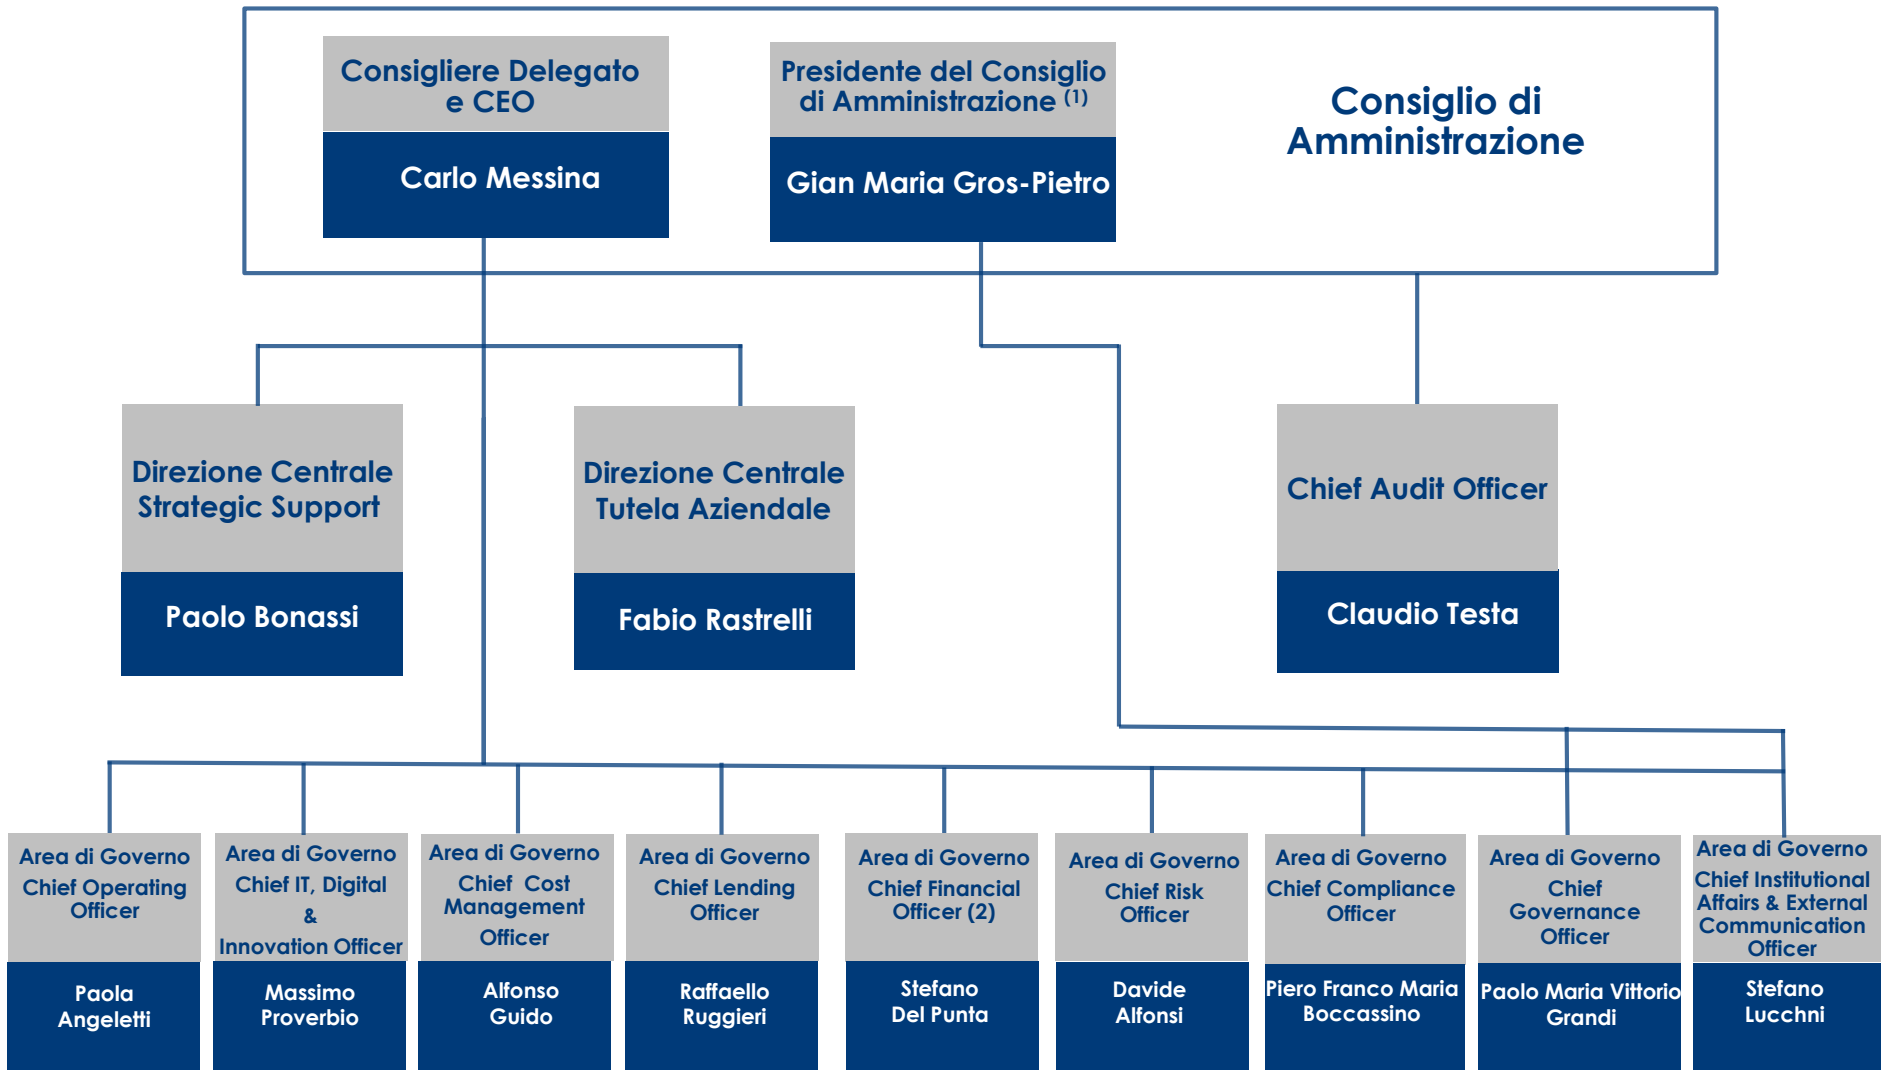 Consigliere Delegato
e CEO
Carlo Messina
Presidente del Consiglio
di Amministrazione (1)
Gian Maria Gros-Pietro
Consiglio di
Amministrazione
Direzione Centrale
Strategic Support
Paolo Bonassi
Direzione Centrale
Tutela Aziendale
Fabio Rastrelli
Chief Audit Officer
Claudio Testa
Area di Governo
Chief Operating
Officer
Paola
Angeletti
Area di Governo
Chief IT, Digital
&
Innovation Officer
Massimo
Proverbio
Area di Governo
Chief Cost
Management
Officer
Alfonso
Guido
Area di Governo
Chief Lending
Officer
Raffaello
Ruggieri
Area di Governo
Chief Financial
Officer (2)
Stefano
Del Punta
Area di Governo
Chief Risk
Officer
Davide
Alfonsi
Area di Governo
Chief Compliance
Officer
Piero Franco Maria
Boccassino
Area di Governo
Chief
Governance
Officer
Paolo Maria Vittorio
Grandi
Area di Governo
Chief Institutional
Affairs & External
Communication
Officer
Stefano
Lucchni